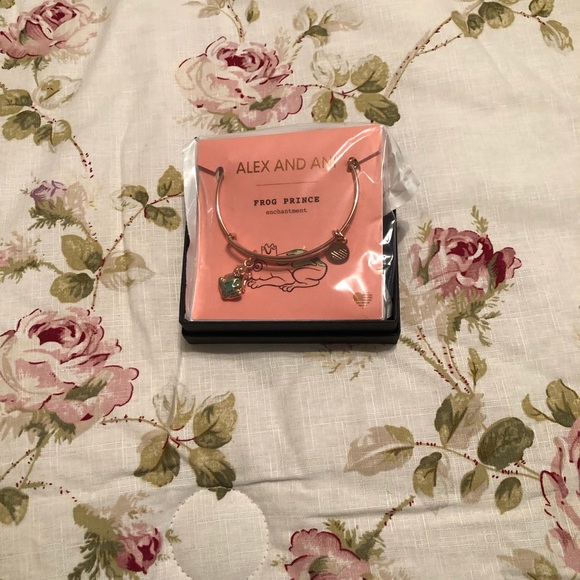 ALEX AND ANI
FROG PRINCE
enchantment